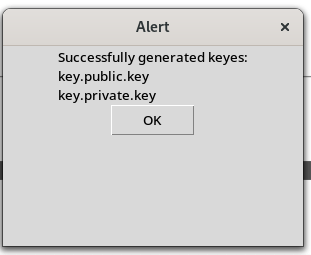 Alert
Successfully generated keyes:
key.public.key
key.private.key
OK